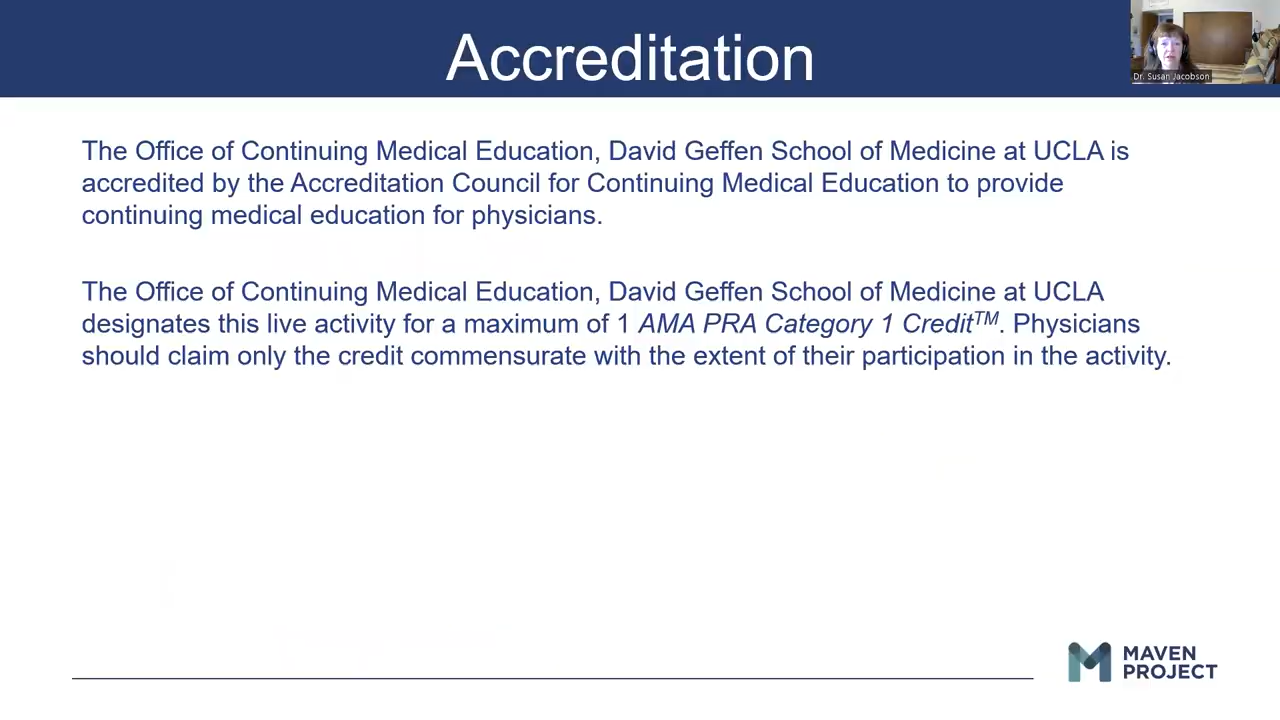 Accreditation
Dr. Susan Jacobson
The Office of Continuing Medical Education, David Geffen School of Medicine at UCLA is
accredited by the Accreditation Council for Continuing Medical Education to provide
continuing medical education for physicians.
The Office of Continuing Medical Education, David Geffen School of Medicine at UCLA
designates this live activity for a maximum of 1 AMA PRA Category 1 Credit™. Physicians
should claim only the credit commensurate with the extent of their participation in the activity.
MAVEN
PROJECT